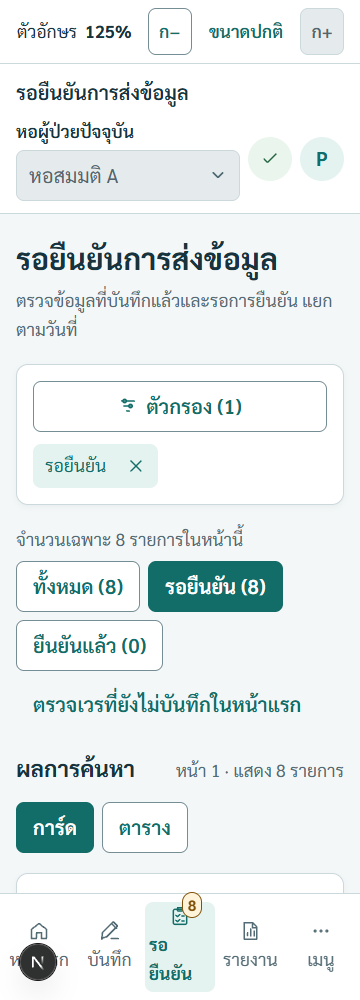 ตัวอักษร 125% ก− ขนาดปกติ ก+
รอยืนยันการส่งข้อมูล
หอผู้ป่วยปัจจุบัน
หอสมมติ A
P
รอยืนยันการส่งข้อมูล
ตรวจข้อมูลที่บันทึกแล้วและรอการยืนยัน แยก
ตามวันที่
ตัวกรอง (1)
รอยืนยัน
จำนวนเฉพาะ 8 รายการในหน้านี้
ทั้งหมด (8) รอยืนยัน (8)
ยืนยันแล้ว (0)
ตรวจเวรที่ยังไม่บันทึกในหน้าแรก
ผลการค้นหา หน้า 1 · แสดง 8 รายการ
การ์ด ตาราง
8
N บันทึก รอ
ยืนยัน รายงาน เมนู